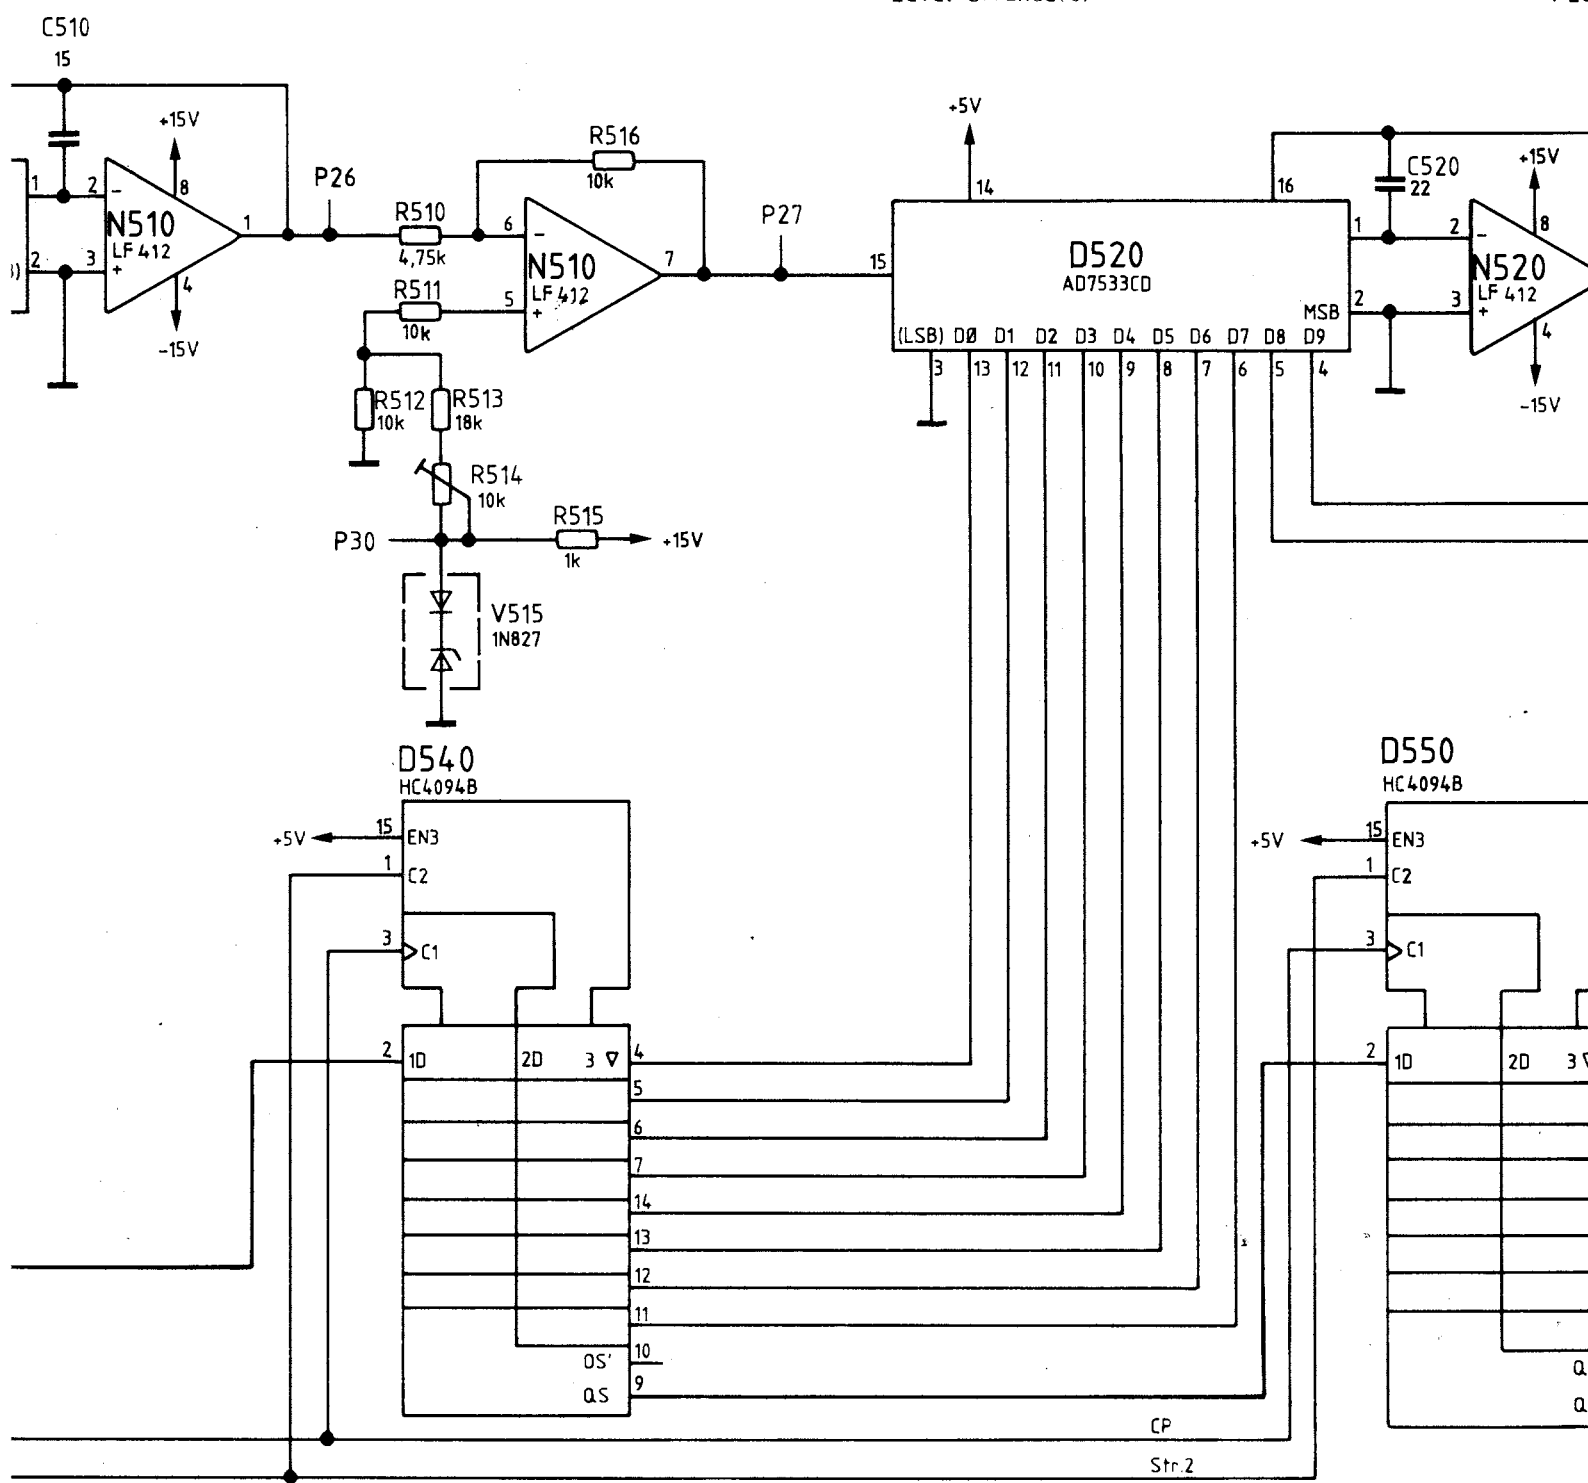 C510
15
+15V
8
1
2
-
N510
LF 412
1
2
3
+
4
-15V
P26
R510
4,75k
R516
10k
6
-
N510
LF 412
7
5
+
R511
10k
R512
10k
R513
18k
R514
10k
P30
R515
1k
+15V
V515
1N827
P27
+5V
14
16
15
D520
AD7533CD
1
2
MSB
(LSB) D0 D1 D2 D3 D4 D5 D6 D7 D8 D9
3 13 12 11 10 9 8 7 6 5 4
C520
22
+15V
8
2
-
N520
LF 412
3
+
4
-15V
D540
HC4094B
+5V
15
EN3
1
C2
3
C1
2
1D
2D
3 ∇
4
5
6
7
14
13
12
11
OS'
10
QS
9
D550
HC4094B
+5V
15
EN3
1
C2
3
C1
2
1D
2D
3
Q
Q
CP
Str.2